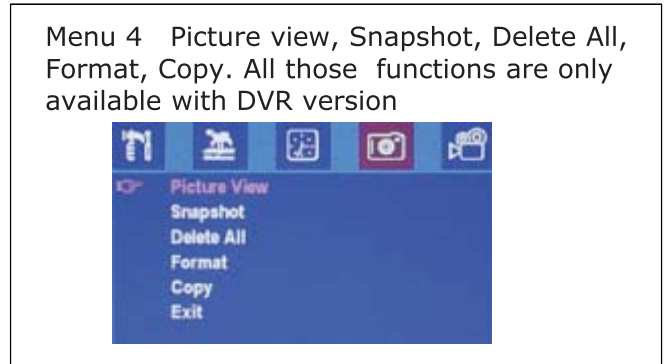 Menu 4 Picture view, Snapshot, Delete All,
Format, Copy. All those functions are only
available with DVR version
Picture View
Snapshot
Delete All
Format
Copy
Exit